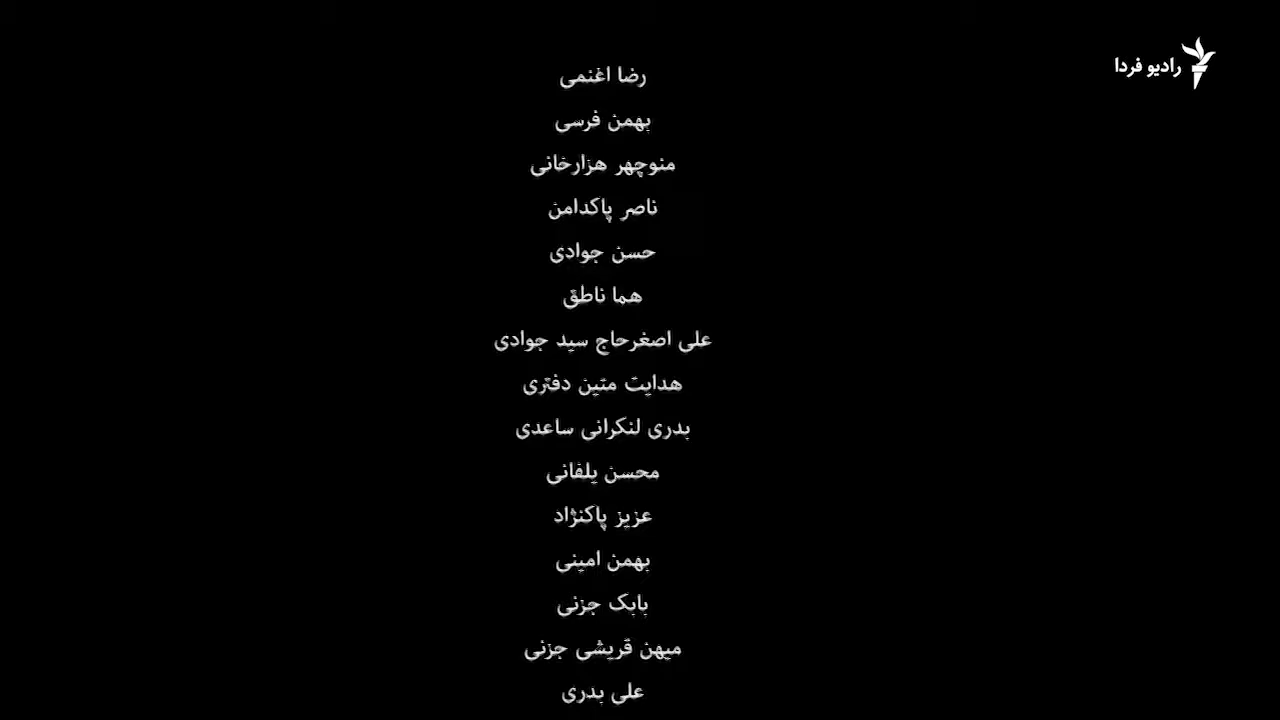 رادیو فردا
رضا اغنمی
بهمن فرسی
منوچهر هزارخانی
ناصر پاکدامن
حسن جوادی
هما ناطق
علی اصغرحاج سید جوادی
هدایت متین دفتری
بدری لنکرانی ساعدی
محسن یلفانی
عزیز پاکنژاد
بهمن امینی
بابک جزنی
میهن قریشی جزنی
علی بدری